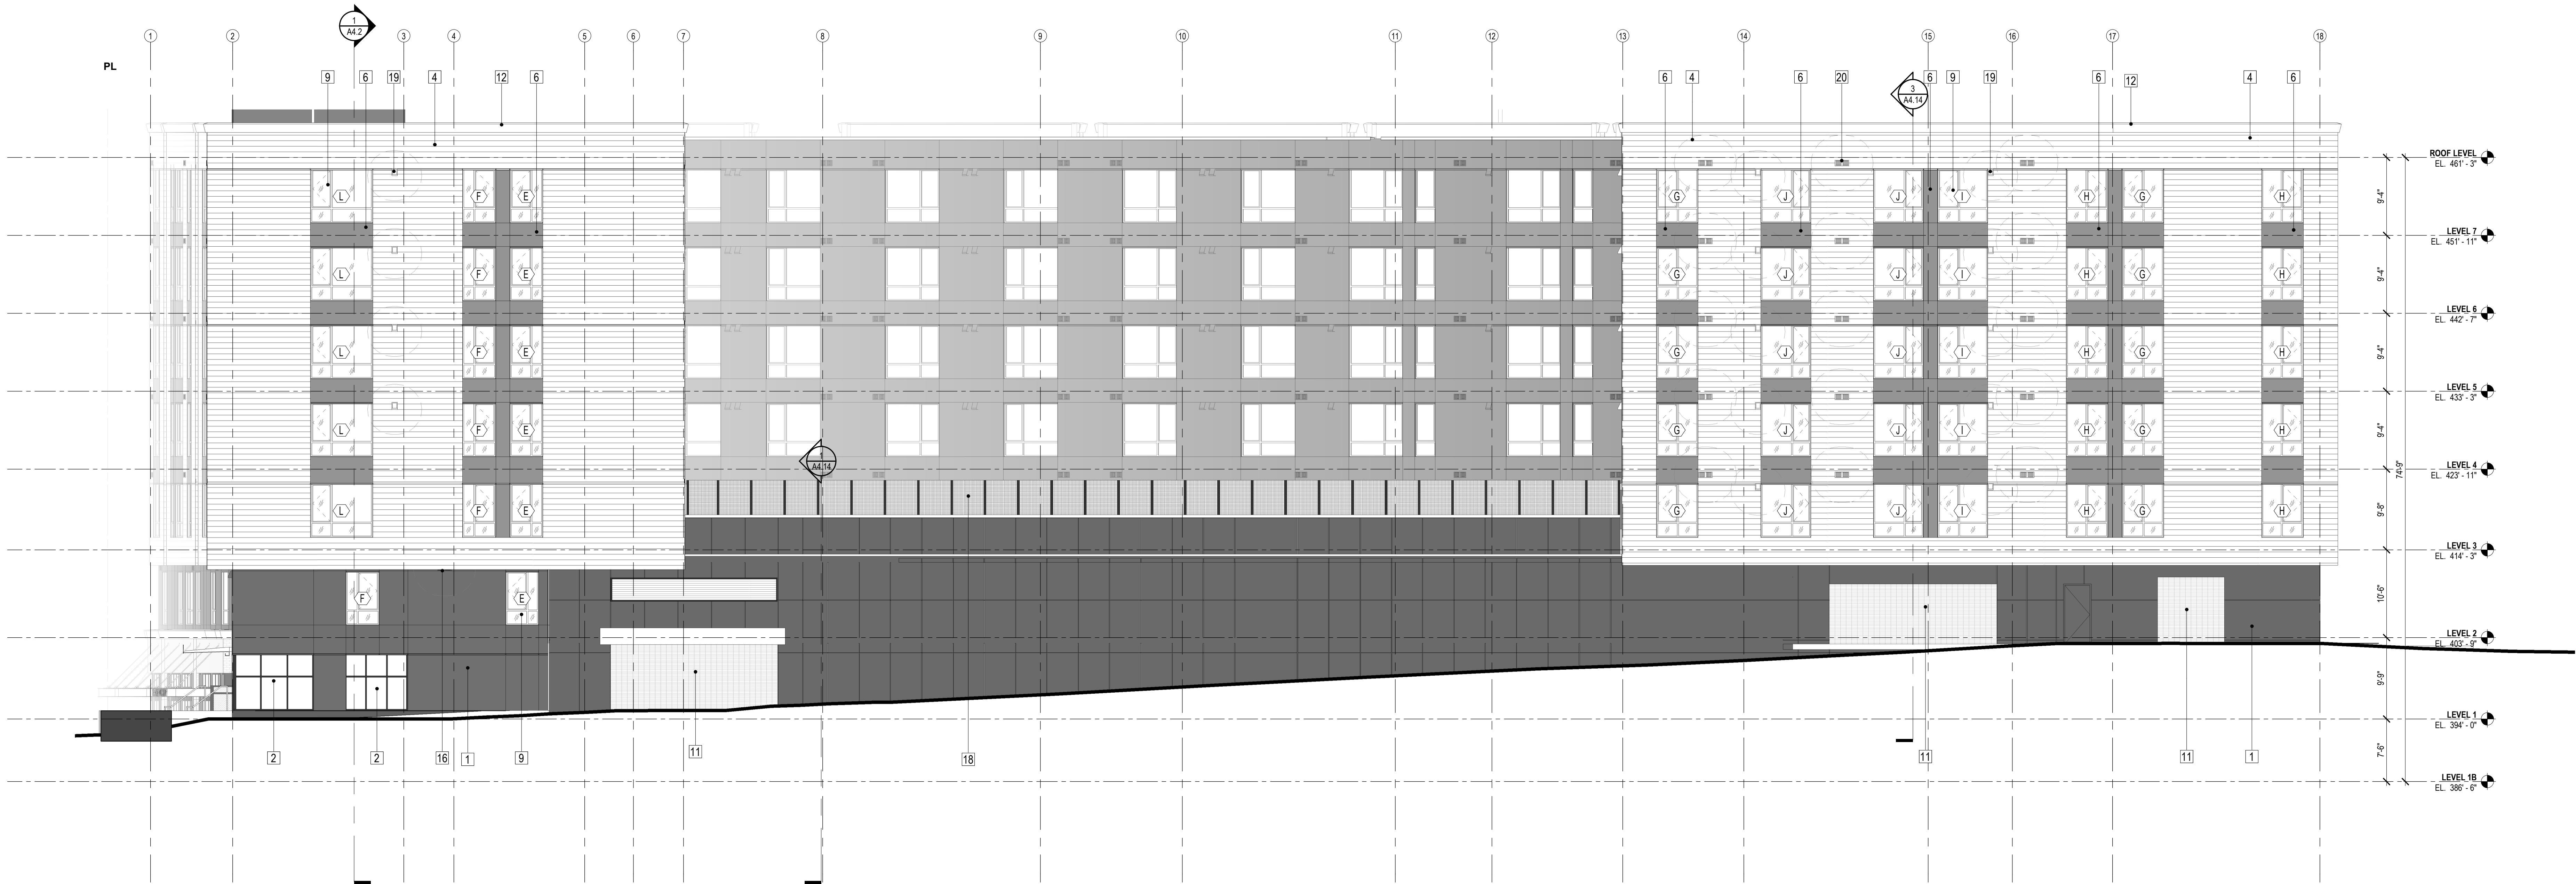 1
A4.2
1 2 3 4 5 6 7 8 9 10 11 12 13 14 15 16 17 18
PL
9 6 19 4 12 6 6 4 6 20 6 9 19 6 12 4 6
3
A4.14
ROOF LEVEL
EL. 461' - 3"
9'-4"
L F E G J J I H G H
LEVEL 7
EL. 451' - 11"
9'-4"
L F E G J J I H G H
LEVEL 6
EL. 442' - 7"
9'-4"
L F E G J J I H G H
LEVEL 5
EL. 433' - 3"
9'-4"
L F E G J J I H G H
1
A4.14
LEVEL 4
EL. 423' - 11"
74'-9"
9'-8"
L F E G J J I H G H
LEVEL 3
EL. 414' - 3"
10'-6"
F E
LEVEL 2
EL. 403' - 9"
9'-9"
LEVEL 1
EL. 394' - 0"
7'-6"
2 2 16 1 9 11 18 11 11 1
LEVEL 1B
EL. 386' - 6"